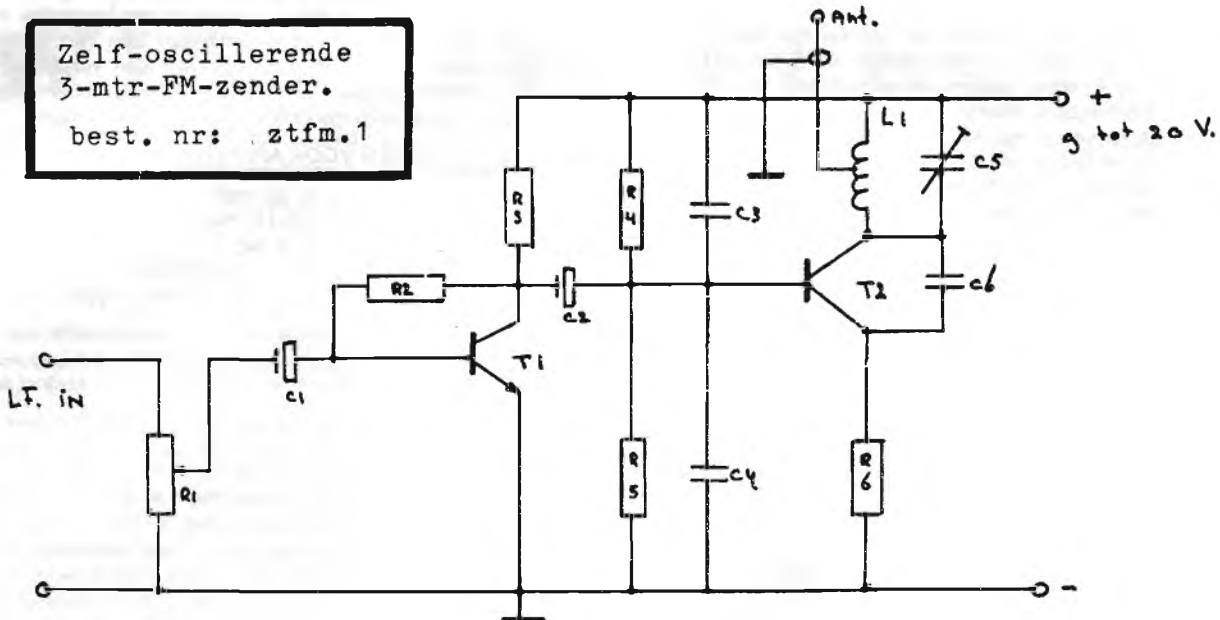 Zelf-oscillerende
3-mtr-FM-zender.
best. nr: ztfm.1
Ant.
+
9 tot 20 V.
L1
C5
R3
R4
C3
R2
C2
T2
C6
T1
LF. iN
C1
R1
R5
C4
R6
-